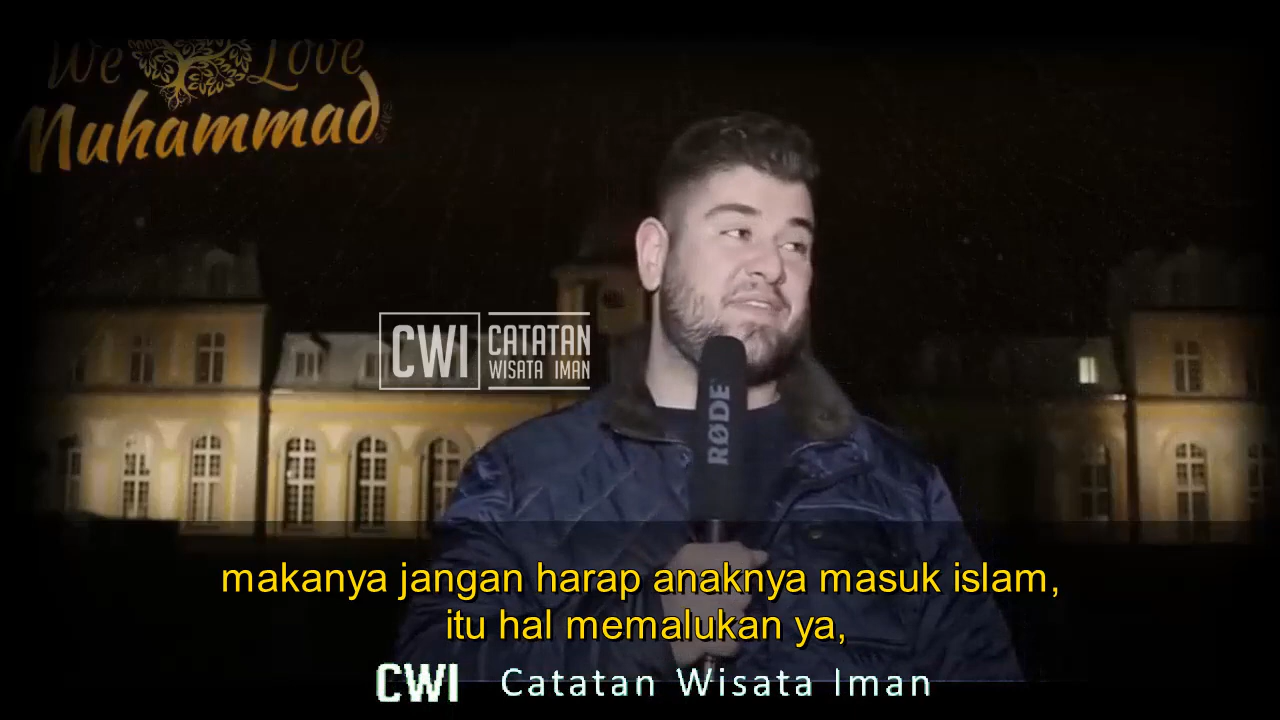 We Love
Muhammad
CWI CATATAN
WISATA IMAN
RØDE
makanya jangan harap anaknya masuk islam,
itu hal memalukan ya,
CWI Catatan Wisata Iman